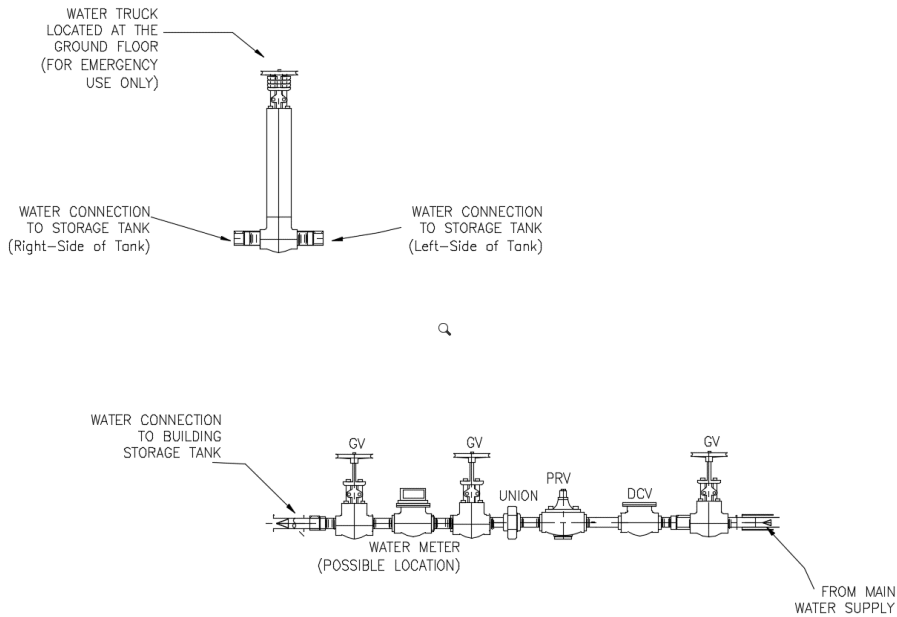 WATER TRUCK
LOCATED AT THE
GROUND FLOOR
(FOR EMERGENCY
USE ONLY)
WATER CONNECTION
TO STORAGE TANK
(Right-Side of Tank)
WATER CONNECTION
TO STORAGE TANK
(Left-Side of Tank)
WATER CONNECTION
TO BUILDING
STORAGE TANK
GV
GV
GV
UNION
PRV
DCV
WATER METER
(POSSIBLE LOCATION)
FROM MAIN
WATER SUPPLY